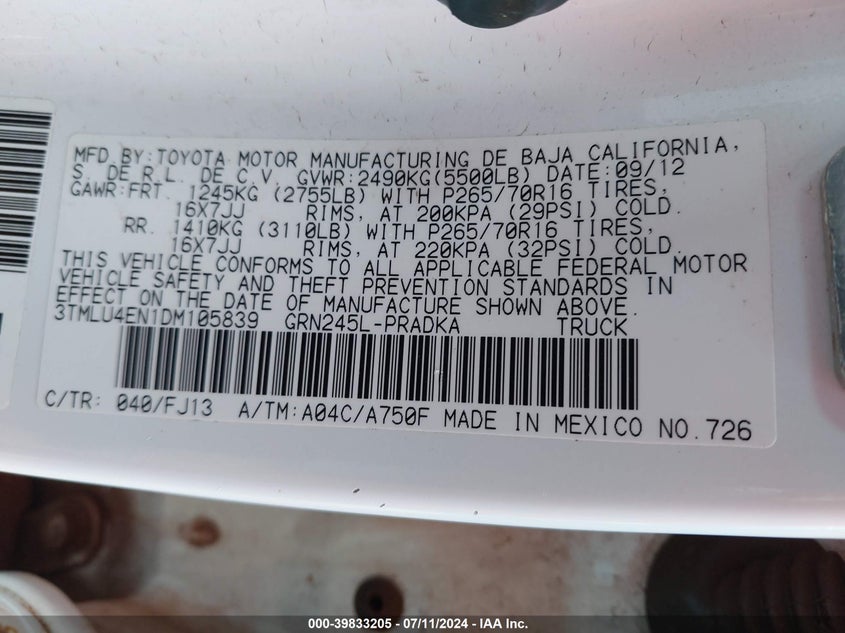 MFD.BY:TOYOTA MOTOR MANUFACTURING DE BAJA CALIFORNIA,
S. DE R.L. DE C.V. GVWR:2490KG(5500LB) DATE:09/12
GAWR:FRT. 1245KG (2755LB) WITH P265/70R16 TIRES,
16X7JJ RIMS, AT 200KPA (29PSI) COLD.
RR. 1410KG (3110LB) WITH P265/70R16 TIRES,
16X7JJ RIMS, AT 220KPA (32PSI) COLD.
THIS VEHICLE CONFORMS TO ALL APPLICABLE FEDERAL MOTOR
VEHICLE SAFETY AND THEFT PREVENTION STANDARDS IN
EFFECT ON THE DATE OF MANUFACTURE SHOWN ABOVE.
3TMLU4EN1DM105839 GRN245L-PRADKA TRUCK
C/TR: 040/FJ13 A/TM:A04C/A750F MADE IN MEXICO NO.726
000-39833205 - 07/11/2024 - IAA Inc.